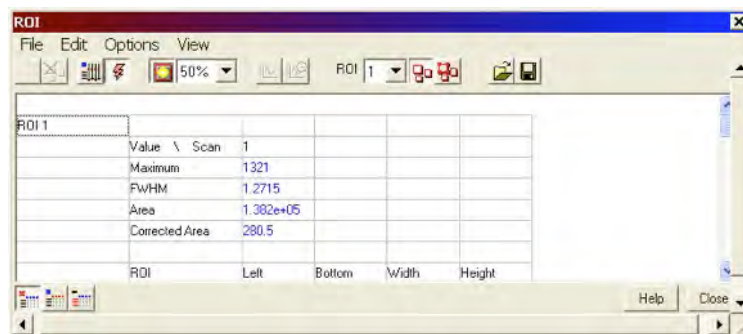 ROI
File Edit Options View
50% ROI 1
ROI 1
Value \ Scan 1
Maximum 1321
FWHM 1.2715
Area 1.382e+05
Corrected Area 280.5
ROI Left Bottom Width Height
Help Close